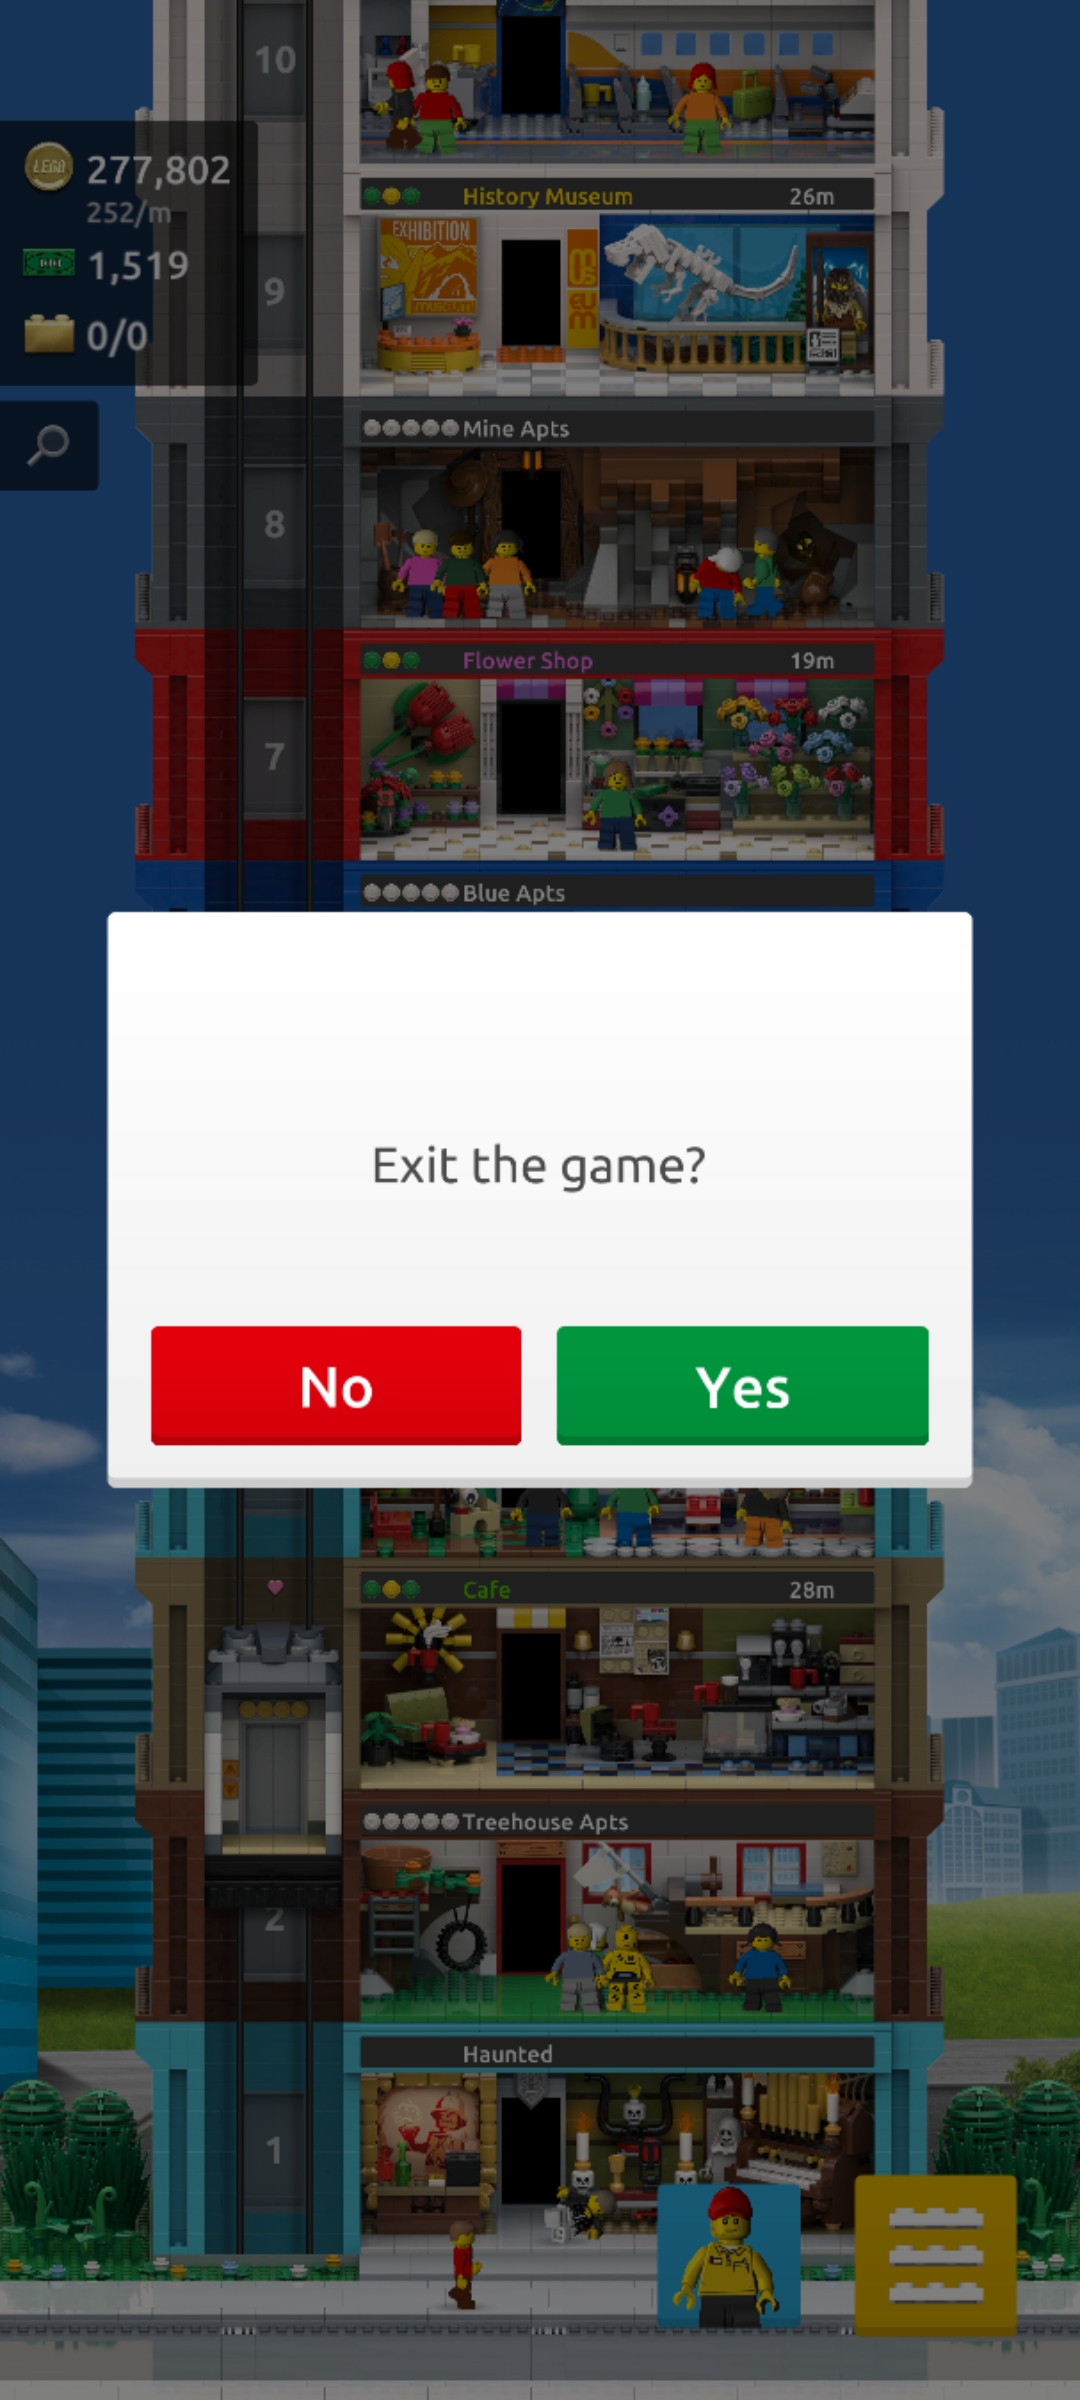 10
LEGO
277,802
252/m
1,519
0/0
History Museum 26m
EXHIBITION
MUSEUM
9
Mine Apts
8
Flower Shop 19m
7
Blue Apts
Exit the game?
No
Yes
Cafe 28m
Treehouse Apts
2
Haunted
1